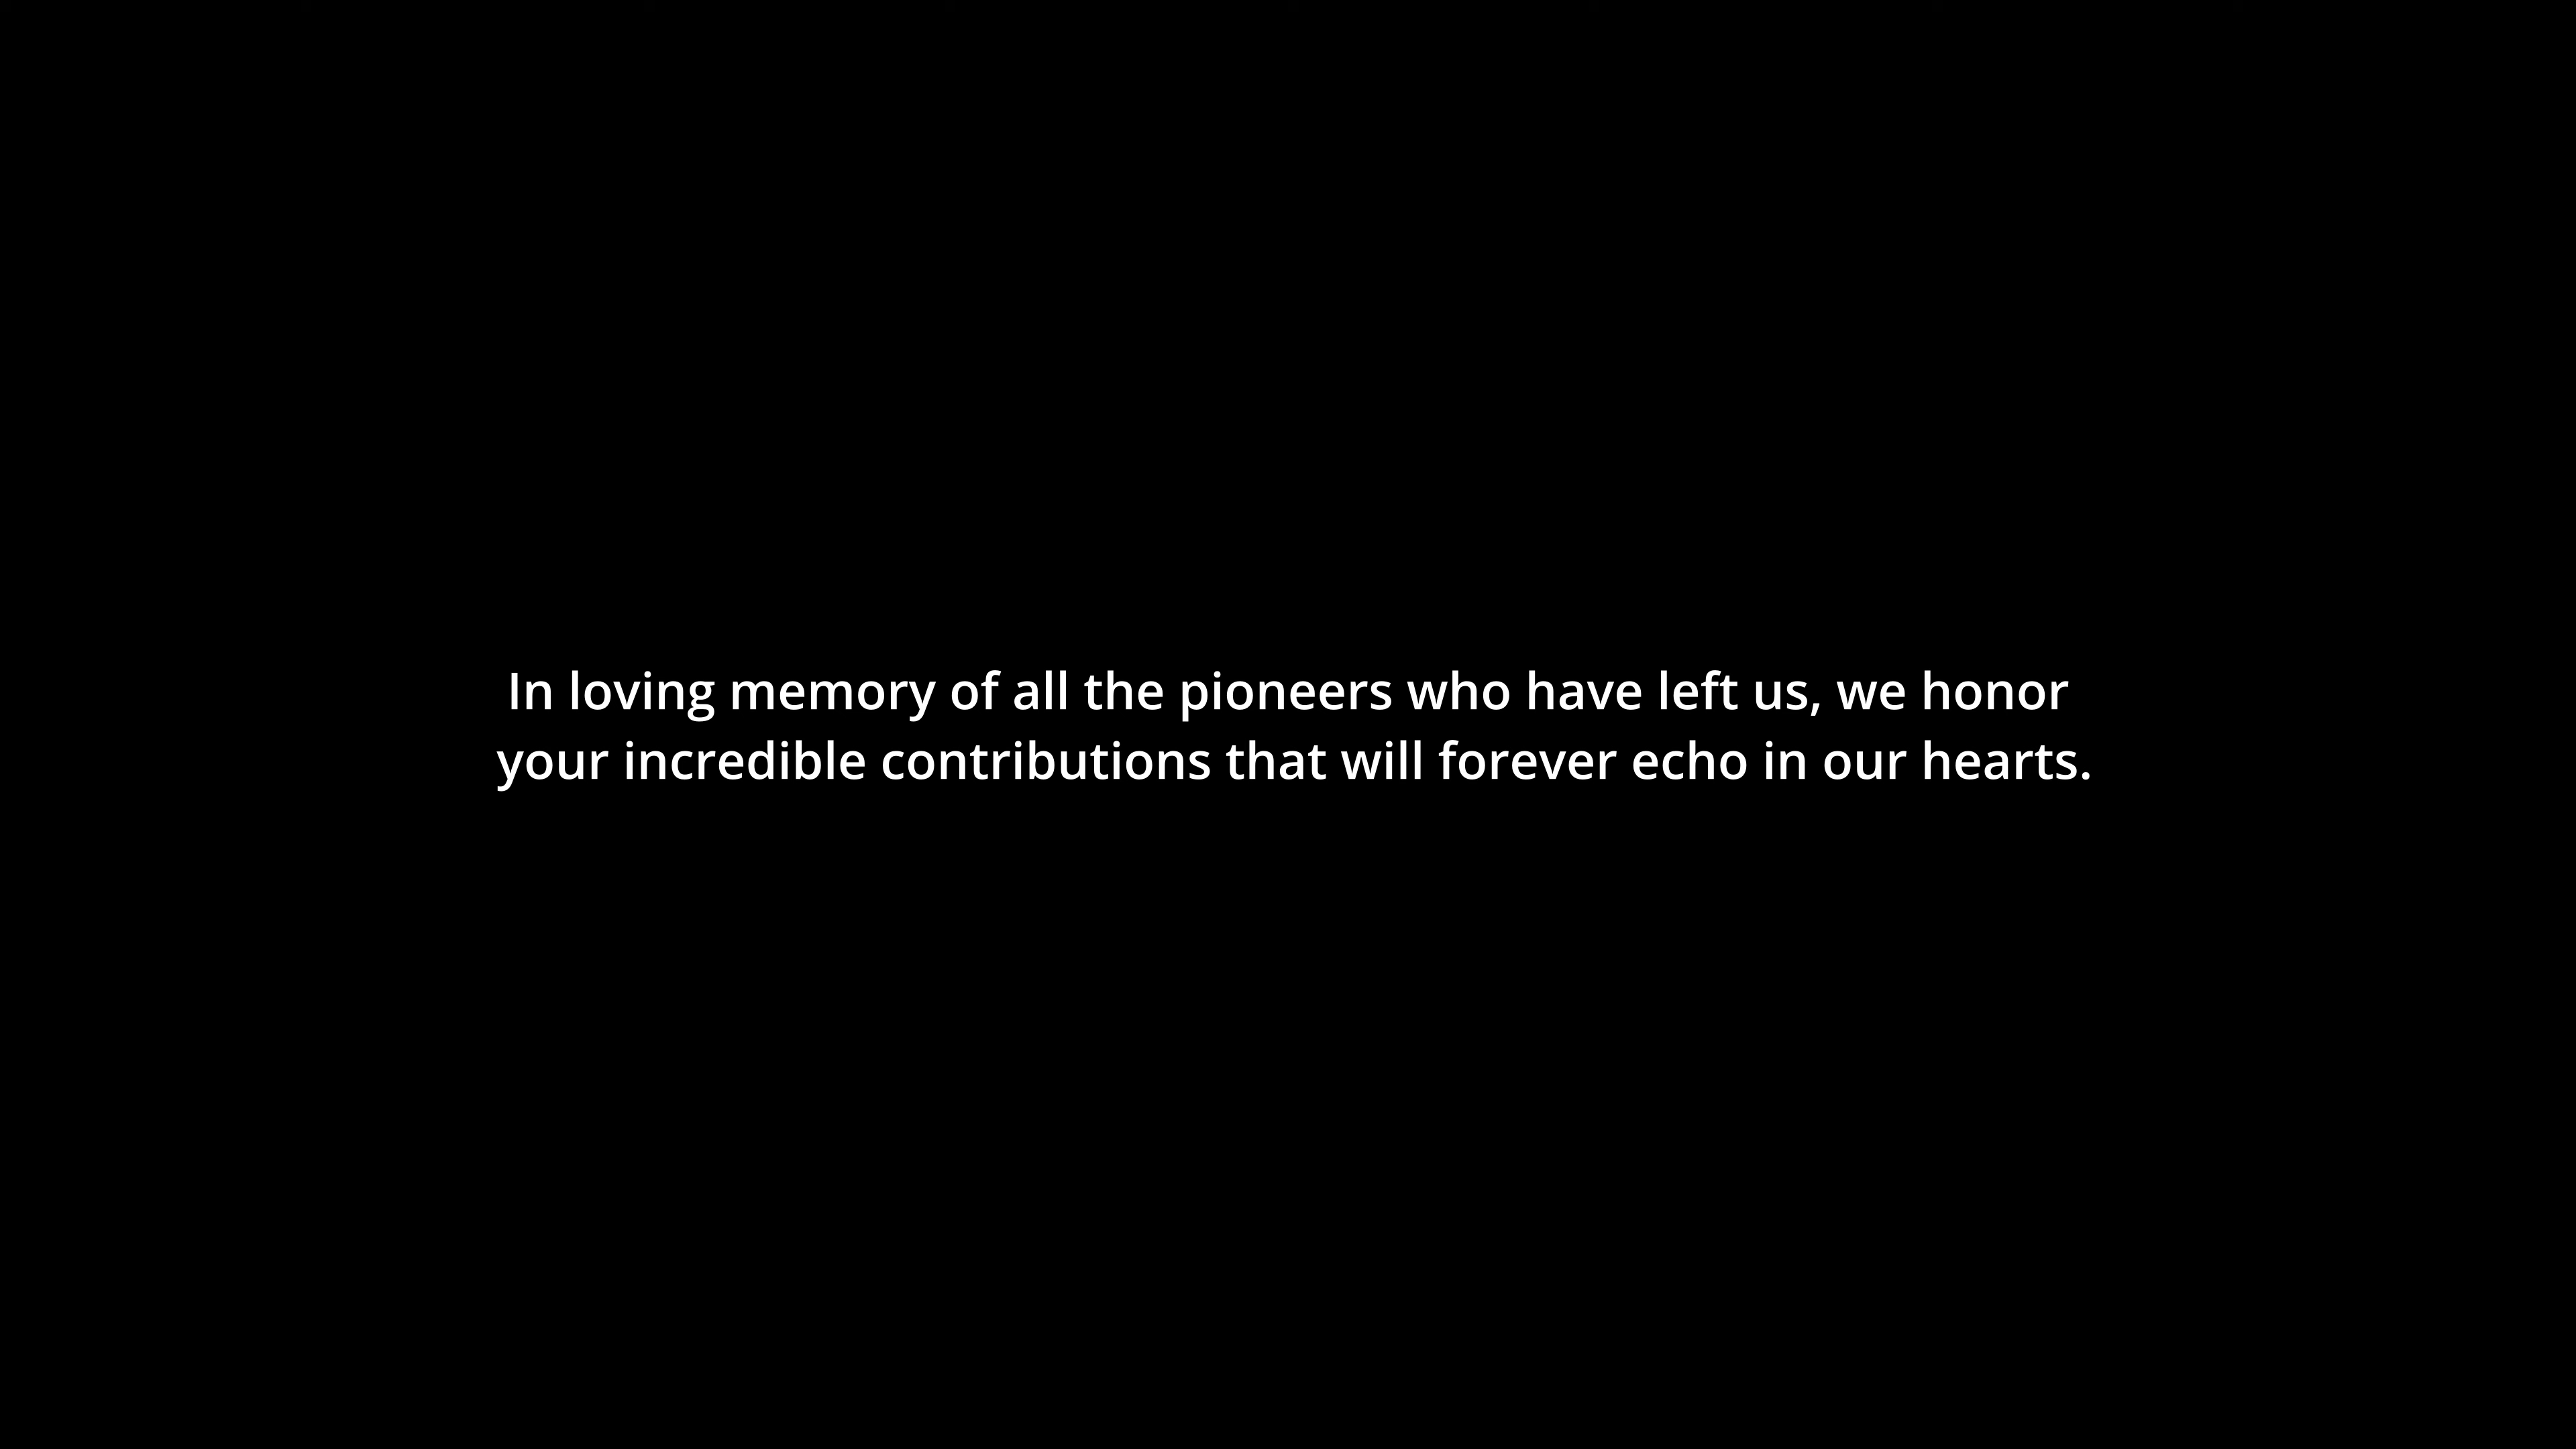 In loving memory of all the pioneers who have left us, we honor
your incredible contributions that will forever echo in our hearts.